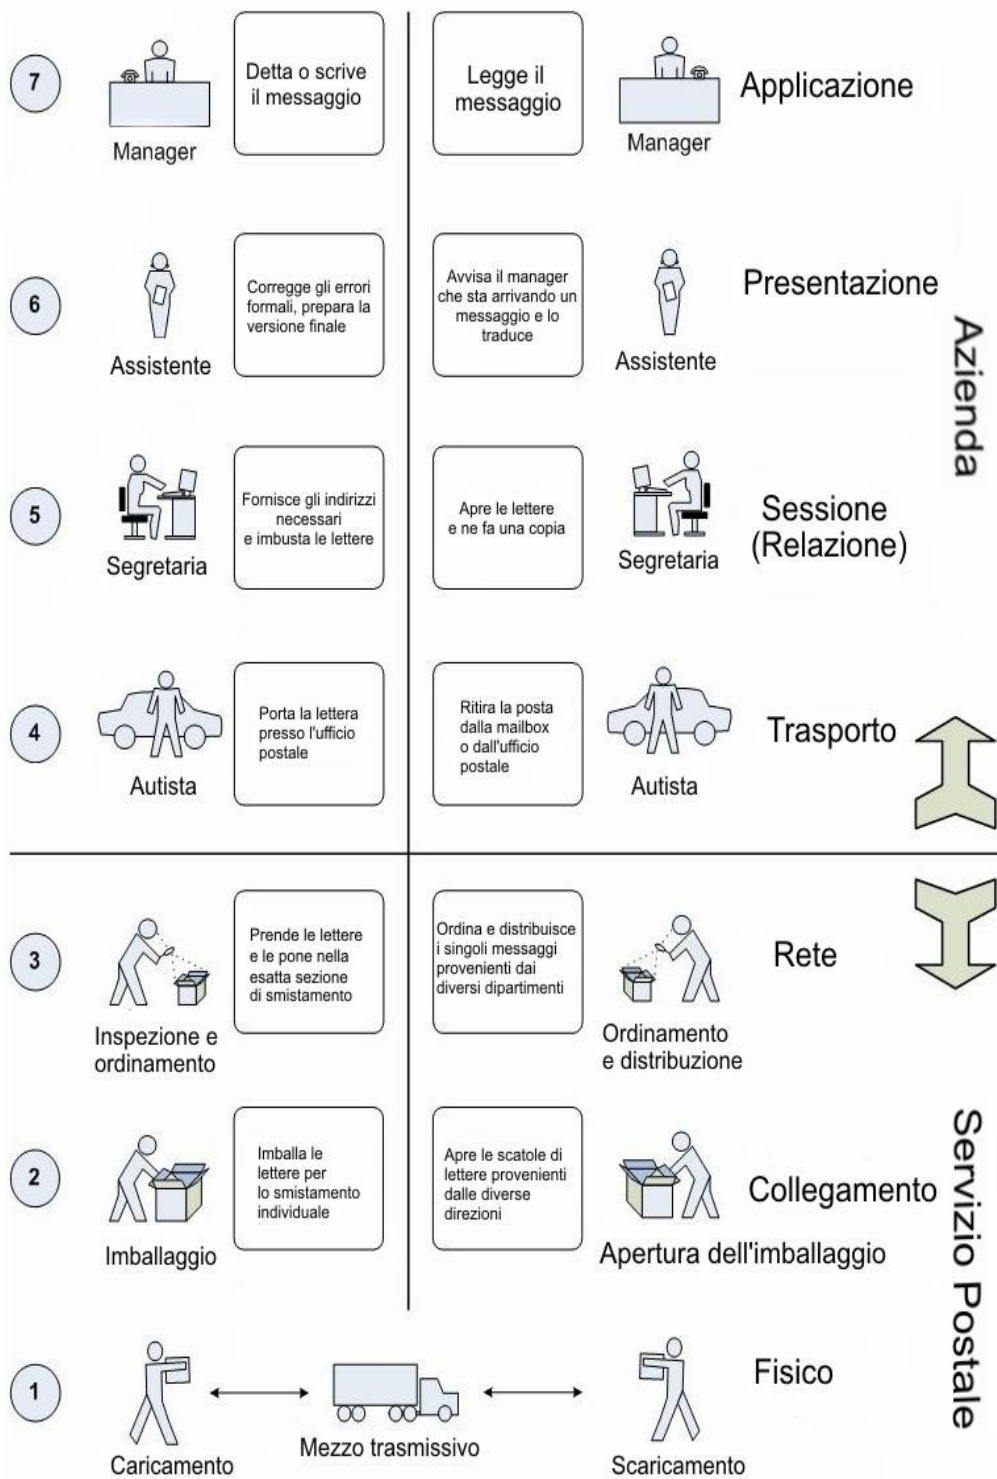 7
Manager
Detta o scrive
il messaggio
Legge il
messaggio
Manager
Applicazione
6
Assistente
Corregge gli errori
formali, prepara la
versione finale
Avvisa il manager
che sta arrivando un
messaggio e lo
traduce
Assistente
Presentazione
Azienda
5
Segretaria
Fornisce gli indirizzi
necessari
e imbusta le lettere
Apre le lettere
e ne fa una copia
Segretaria
Sessione
(Relazione)
4
Autista
Porta la lettera
presso l'ufficio
postale
Ritira la posta
dalla mailbox
o dall'ufficio
postale
Autista
Trasporto
3
Inspezione e
ordinamento
Prende le lettere
e le pone nella
esatta sezione
di smistamento
Ordina e distribuisce
i singoli messaggi
provenienti dai
diversi dipartimenti
Ordinamento
e distribuzione
Rete
2
Imballaggio
Imballa le
lettere per
lo smistamento
individuale
Apre le scatole di
lettere provenienti
dalle diverse
direzioni
Apertura dell'imballaggio
Collegamento
Servizio Postale
1
Caricamento
Mezzo trasmissivo
Scaricamento
Fisico